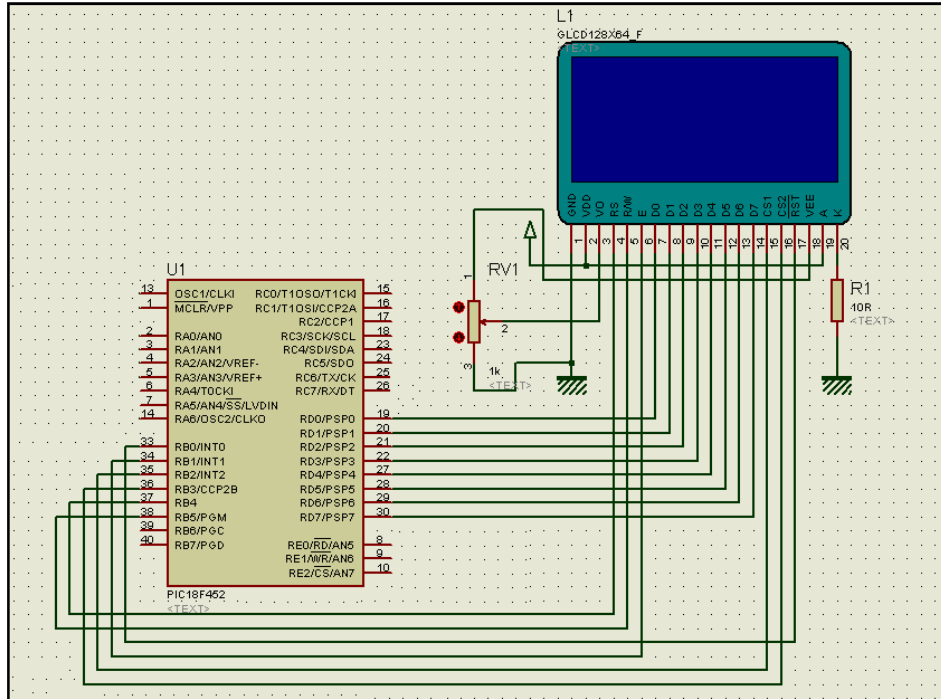 L1
GLCD128X64_F
<TEXT>
GND VDD VO RS R/W E D0 D1 D2 D3 D4 D5 D6 D7 CS1 CS2 RST VEE A K
1 2 3 4 5 6 7 8 9 10 11 12 13 14 15 16 17 18 19 20
U1
13 OSC1/CLKI
1 MCLR/VPP
2 RA0/AN0
3 RA1/AN1
4 RA2/AN2/VREF-
5 RA3/AN3/VREF+
6 RA4/T0CKI
7 RA5/AN4/SS/LVDIN
14 RA6/OSC2/CLKO
33 RB0/INT0
34 RB1/INT1
35 RB2/INT2
36 RB3/CCP2B
37 RB4
38 RB5/PGM
39 RB6/PGC
40 RB7/PGD
RC0/T1OSO/T1CKI 15
RC1/T1OSI/CCP2A 16
RC2/CCP1 17
RC3/SCK/SCL 18
RC4/SDI/SDA 23
RC5/SDO 24
RC6/TX/CK 25
RC7/RX/DT 26
RD0/PSP0 19
RD1/PSP1 20
RD2/PSP2 21
RD3/PSP3 22
RD4/PSP4 27
RD5/PSP5 28
RD6/PSP6 29
RD7/PSP7 30
RE0/RD/AN5 8
RE1/WR/AN6 9
RE2/CS/AN7 10
PIC18F452
<TEXT>
RV1
1
2
3
1k
<TEXT>
R1
10R
<TEXT>